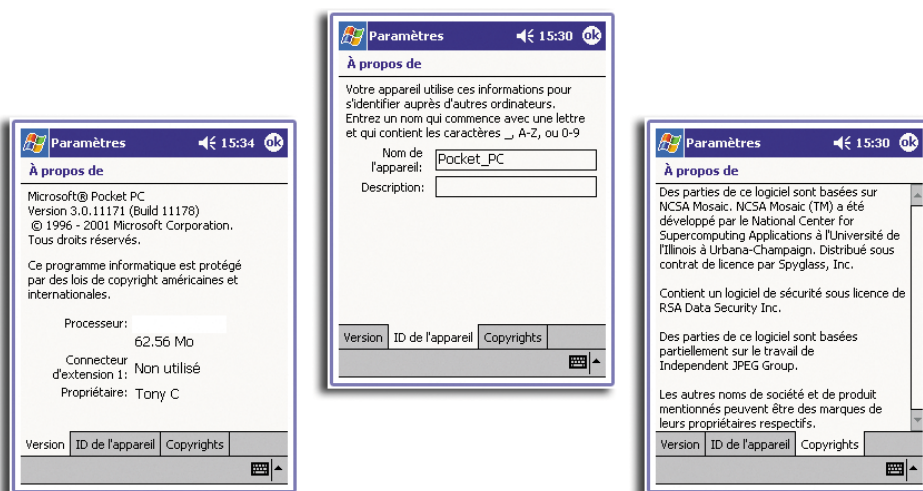 Paramètres 15:34 ok
À propos de
Microsoft® Pocket PC
Version 3.0.11171 (Build 11178)
© 1996 - 2001 Microsoft Corporation.
Tous droits réservés.
Ce programme informatique est protégé
par des lois de copyright américaines et
internationales.
Processeur:
62.56 Mo
Connecteur
d'extension 1: Non utilisé
Propriétaire: Tony C
Version ID de l'appareil Copyrights
Paramètres 15:30 ok
À propos de
Votre appareil utilise ces informations pour
s'identifier auprès d'autres ordinateurs.
Entrez un nom qui commence avec une lettre
et qui contient les caractères _, A-Z, ou 0-9
Nom de
l'appareil: Pocket_PC
Description:
Version ID de l'appareil Copyrights
Paramètres 15:30 ok
À propos de
Des parties de ce logiciel sont basées sur
NCSA Mosaic. NCSA Mosaic (TM) a été
développé par le National Center for
Supercomputing Applications à l'Université de
l'Illinois à Urbana-Champaign. Distribué sous
contrat de licence par Spyglass, Inc.
Contient un logiciel de sécurité sous licence de
RSA Data Security Inc.
Des parties de ce logiciel sont basées
partiellement sur le travail de
Independent JPEG Group.
Les autres noms de société et de produit
mentionnés peuvent être des marques de
leurs propriétaires respectifs.
Version ID de l'appareil Copyrights